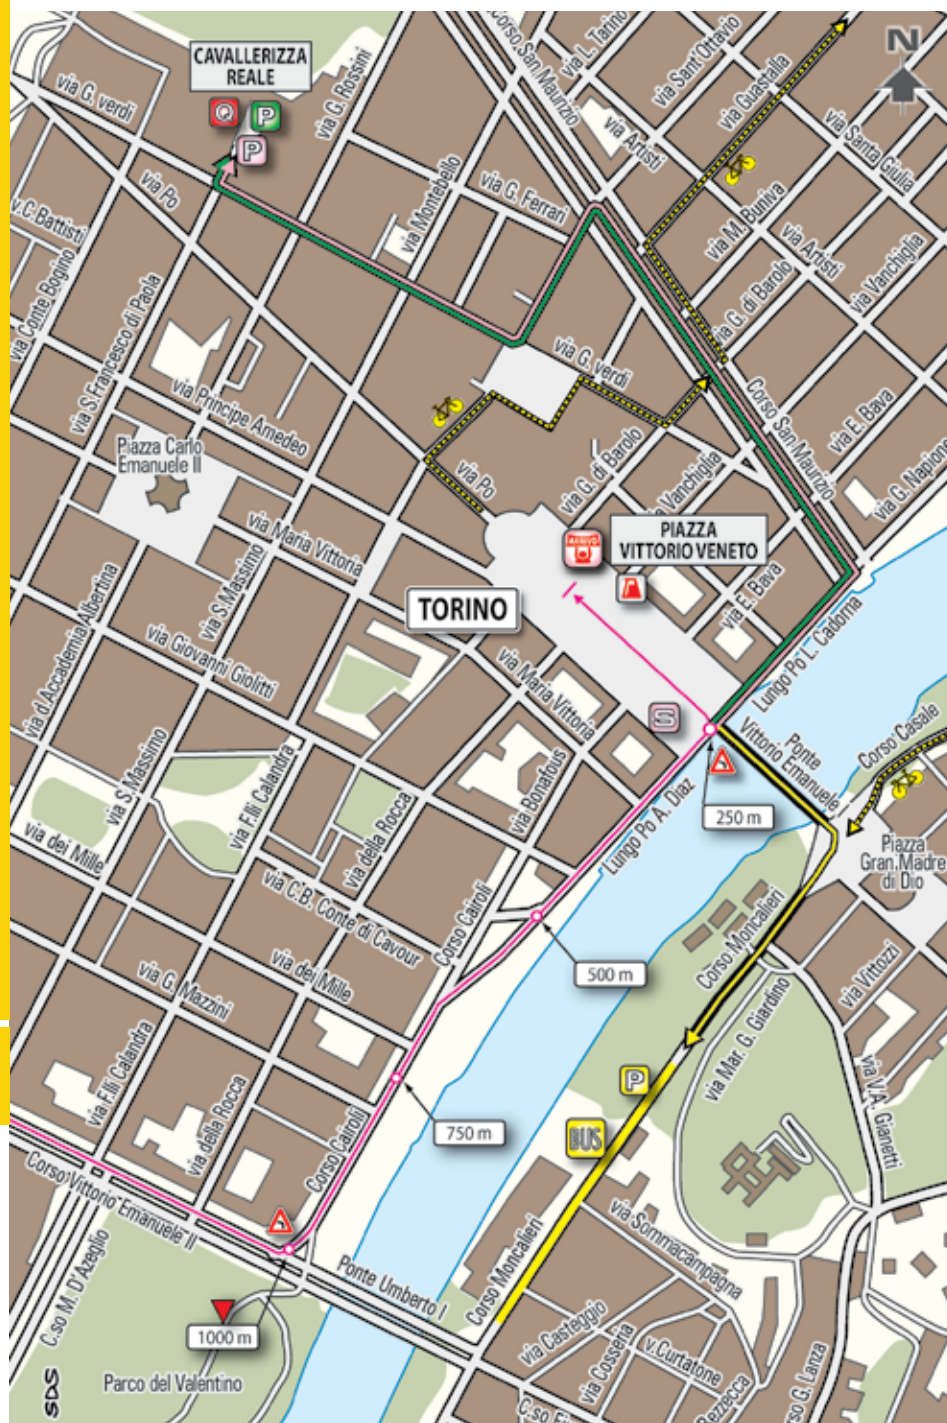 CAVALLERIZZA
REALE
Q
P
P
N
via G. verdi
via G. Rossini
Corso San Maurizio
via L. Tarino
via Sant'Ottavio
via Guastalla
via Artisti
via Santa Giulia
via Po
via Montebello
via G. Ferrari
v.C. Battisti
via Conte Bogino
via S.Francesco di Paola
via M. Buniva
via Artisti
via Vanchiglia
via G. di Barolo
via G. verdi
via Principe Amedeo
Piazza Carlo
Emanuele II
via Po
via G. di Barolo
Corso San Maurizio
via E. Bava
via G. Napione
via Maria Vittoria
ARRIVO
PIAZZA
VITTORIO VENETO
via d.Accademia Albertina
via S.Massimo
TORINO
via E. Bava
via Giovanni Giolitti
via Maria Vittoria
Lungo Po L. Cadorna
S
Ponte
Vittorio Emanuele
Corso Casale
via S.Massimo
via F.lli Calandra
via della Rocca
via Bonafous
Lungo Po A. Diaz
250 m
via dei Mille
Piazza
Gran.Madre
di Dio
via C.B. Conte di Cavour
Corso Cairoli
Corso Moncalieri
500 m
via G. Mazzini
via dei Mille
via Vittozzi
via Mar. G. Giardino
via F.lli Calandra
via della Rocca
Corso Cairoli
750 m
P
BUS
via V.A. Gianetti
Corso Vittorio Emanuele II
via Sommacampagna
C.so M. D'Azeglio
Ponte Umberto I
Corso Moncalieri
1000 m
via Casteggio
via Cosseria
v.Curtatone
Parco del Valentino
SDS